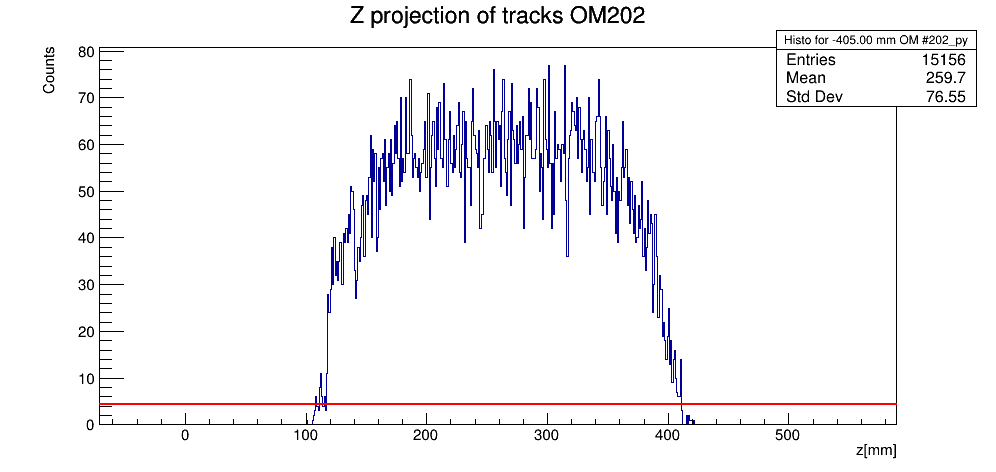 Z projection of tracks OM202
Histo for -405.00 mm OM #202_py
Entries 15156
Mean 259.7
Std Dev 76.55
Counts
80
70
60
50
40
30
20
10
0
0 100 200 300 400 500
z[mm]